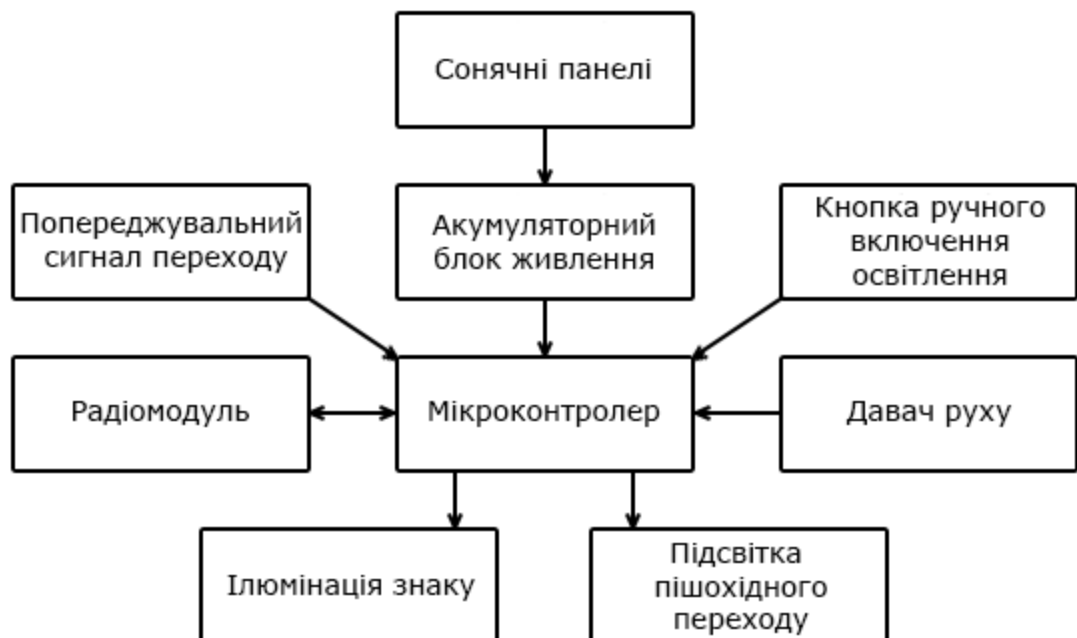 Сонячні панелі
Попереджувальний
сигнал переходу
Акумуляторний
блок живлення
Кнопка ручного
включення
освітлення
Радіомодуль
Мікроконтролер
Давач руху
Ілюмінація знаку
Підсвітка
пішохідного
переходу